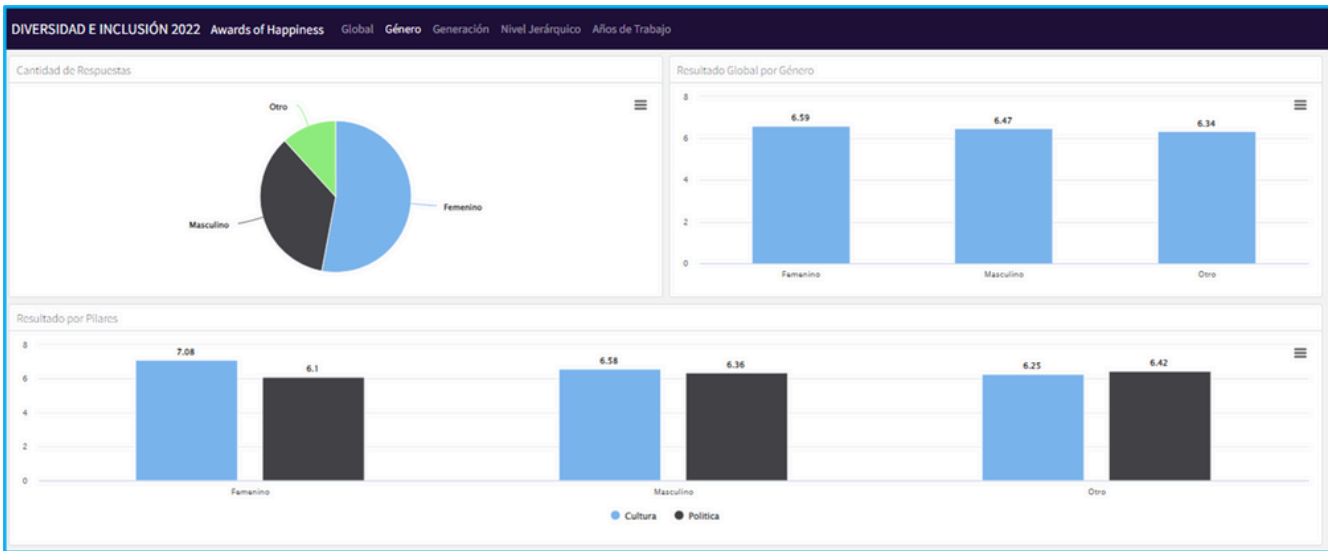 DIVERSIDAD E INCLUSIÓN 2022 Awards of Happiness Global Género Generación Nivel Jerárquico Años de Trabajo
Cantidad de Respuestas
Otro
Femenino
Masculino
Resultado Global por Género
8
6.59 6.47 6.34
6
4
2
0
Femenino Masculino Otro
Resultado por Pilares
8
7.08 6.1 6.58 6.36 6.25 6.42
6
4
2
0
Femenino Masculino Otro
Cultura Politica